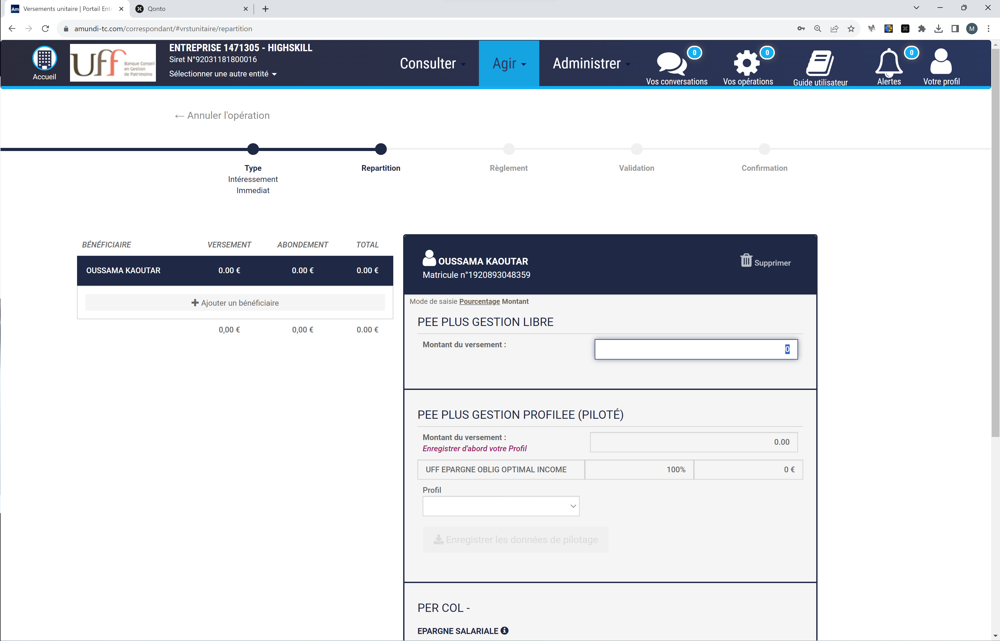 Versements unitaire | Portail Entr
Qonto
amundi-tc.com/correspondant/#vrstunitaire/repartition
M
Accueil
Uff
Banque Conseil
en Gestion
de Patrimoine
ENTREPRISE 1471305 - HIGHSKILL
Siret N°92031181800016
Sélectionner une autre entité
Consulter
Agir
Administrer
0
Vos conversations
0
Vos opérations
Guide utilisateur
0
Alertes
Votre profil
← Annuler l'opération
Type
Intéressement
Immediat
Repartition
Règlement
Validation
Confirmation
BÉNÉFICIAIRE VERSEMENT ABONDEMENT TOTAL
OUSSAMA KAOUTAR 0.00 € 0.00 € 0.00 €
Ajouter un bénéficiaire
0,00 € 0,00 € 0.00 €
OUSSAMA KAOUTAR
Matricule n°1920893048359
Supprimer
Mode de saisie Pourcentage Montant
PEE PLUS GESTION LIBRE
Montant du versement : 0
PEE PLUS GESTION PROFILEE (PILOTÉ)
Montant du versement : 0.00
Enregistrer d'abord votre Profil
UFF EPARGNE OBLIG OPTIMAL INCOME 100% 0 €
Profil
Enregistrer les données de pilotage
PER COL -
EPARGNE SALARIALE